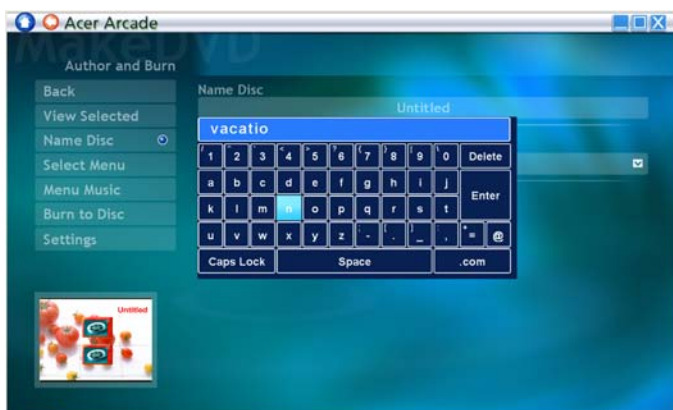 Acer Arcade
MakeDVD
Author and Burn
Back
View Selected
Name Disc
Select Menu
Menu Music
Burn to Disc
Settings
Name Disc
Untitled
vacatio
1 2 3 4 5 6 7 8 9 0 Delete
a b c d e f g h i j
Enter
k l m n o p q r s t
u v w x y z - . _ , = @
Caps Lock Space .com
Untitled